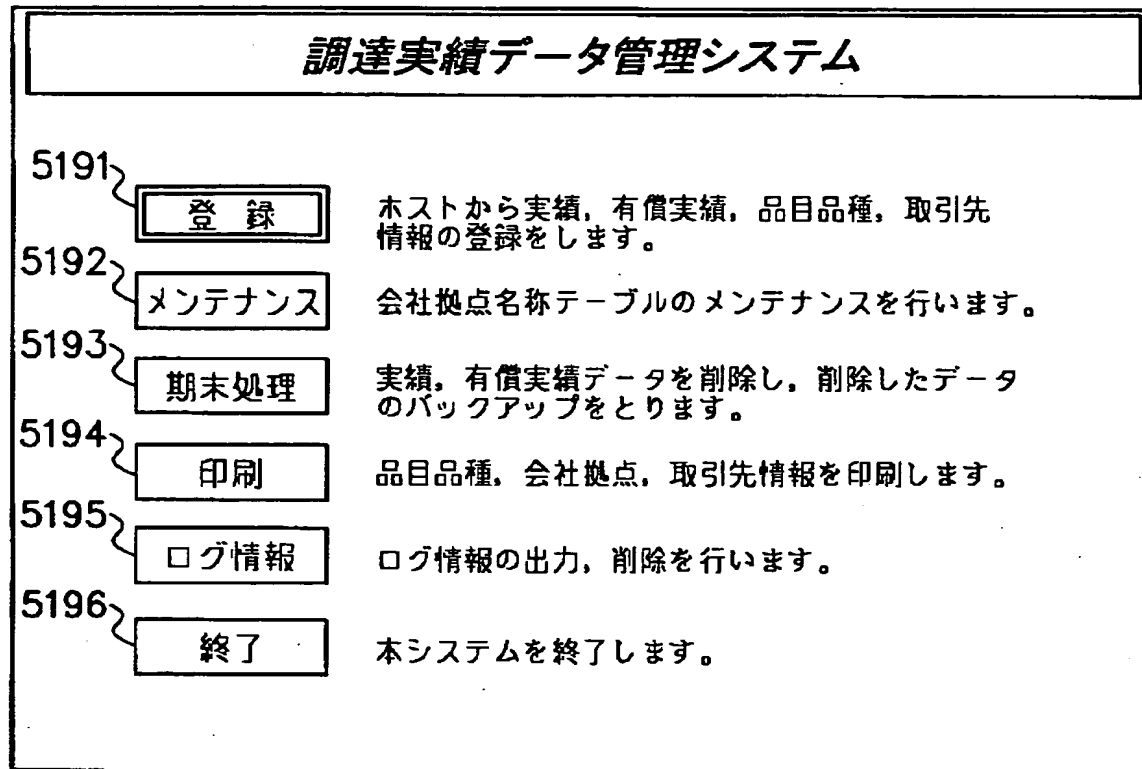 調達実績データ管理システム
5191
登 録
ホストから実績，有償実績，品目品種，取引先
情報の登録をします。
5192
メンテナンス
会社拠点名称テーブルのメンテナンスを行います。
5193
期末処理
実績，有償実績データを削除し，削除したデータ
のバックアップをとります。
5194
印刷
品目品種，会社拠点，取引先情報を印刷します。
5195
ログ情報
ログ情報の出力，削除を行います。
5196
終了
本システムを終了します。